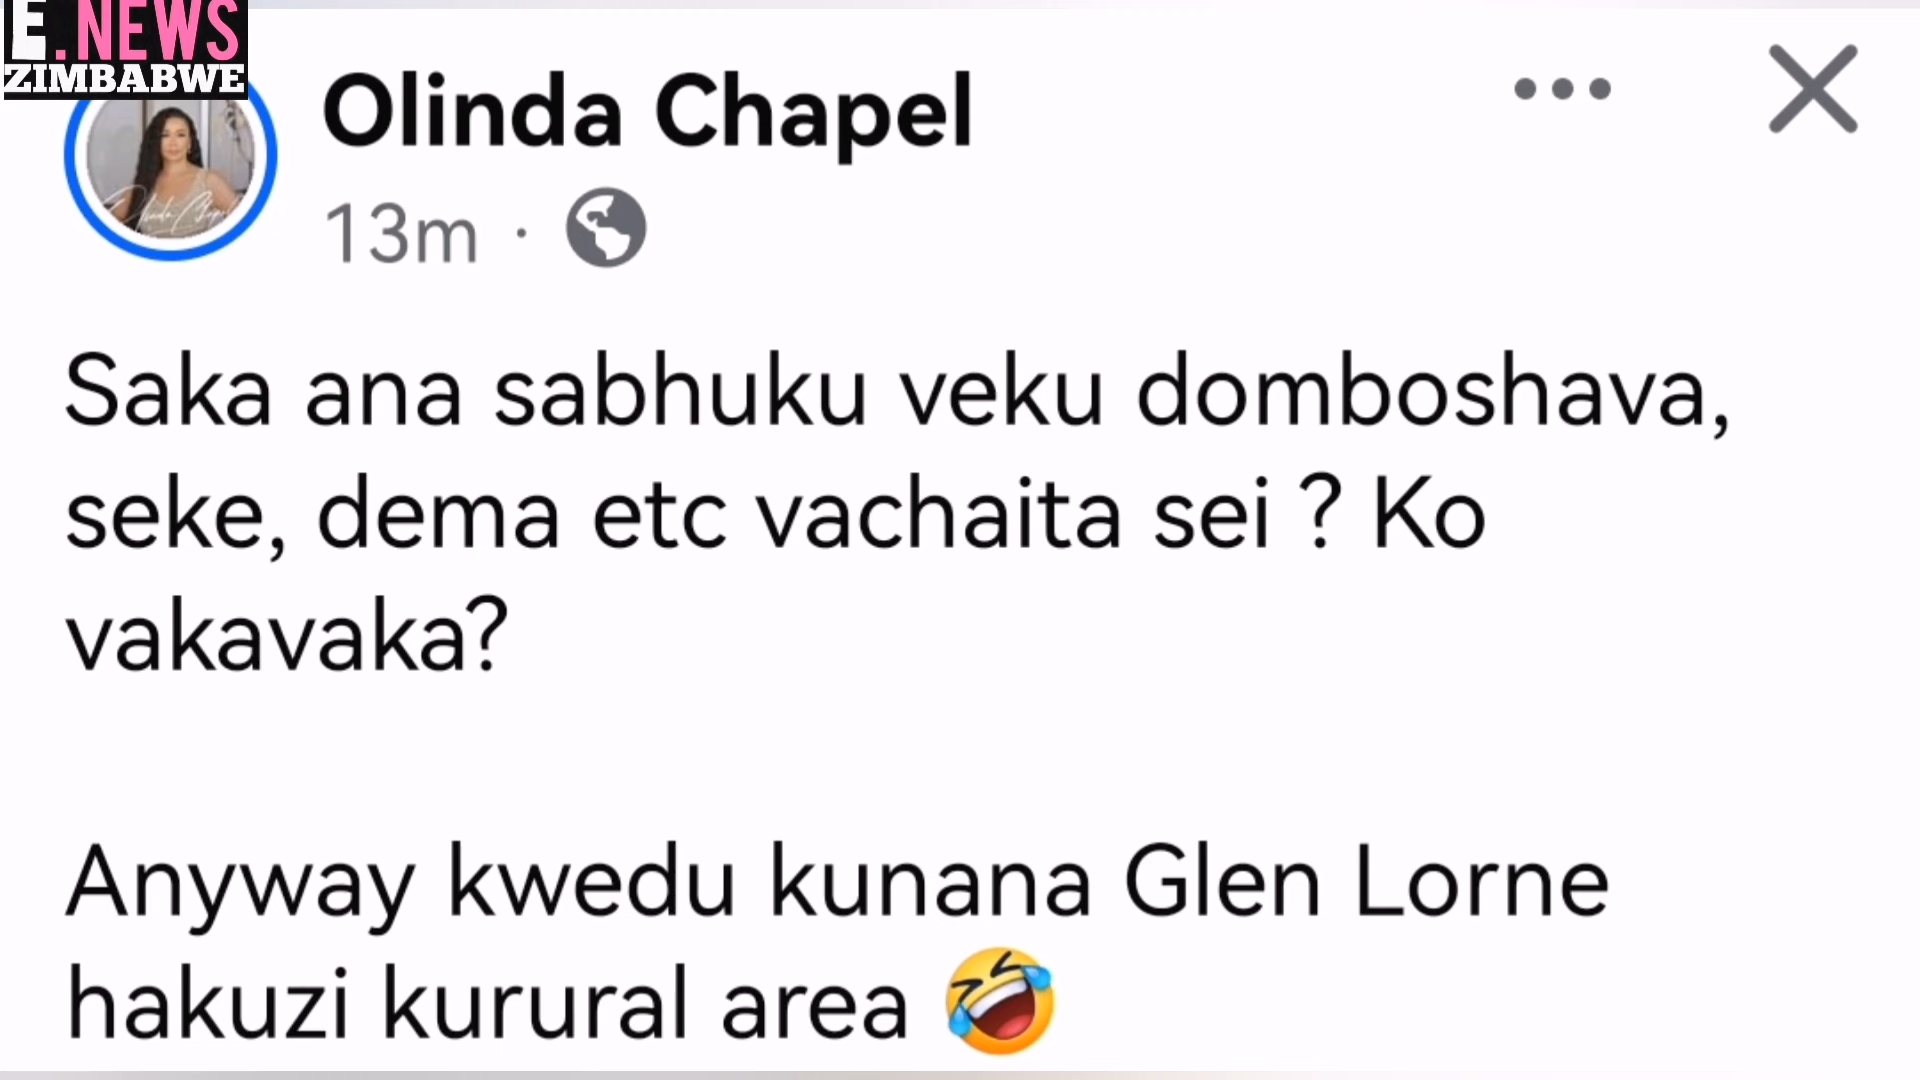 E.NEWS
ZIMBABWE
Olinda Chapel
13m ·
Saka ana sabhuku veku domboshava,
seke, dema etc vachaita sei ? Ko
vakavaka?
Anyway kwedu kunana Glen Lorne
hakuzi kurural area 🤣